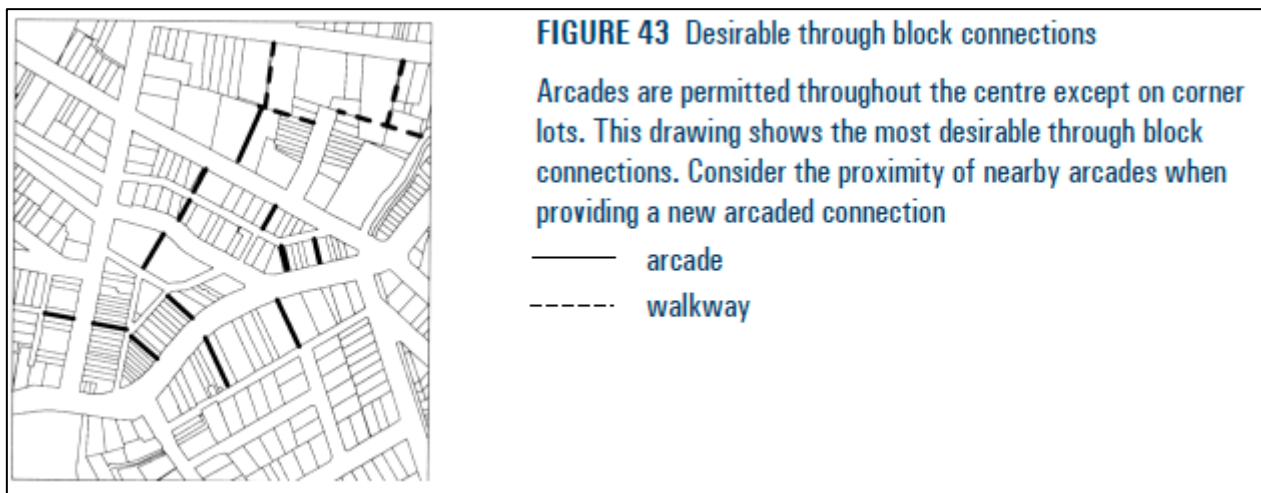 FIGURE 43 Desirable through block connections
Arcades are permitted throughout the centre except on corner
lots. This drawing shows the most desirable through block
connections. Consider the proximity of nearby arcades when
providing a new arcaded connection
arcade
walkway